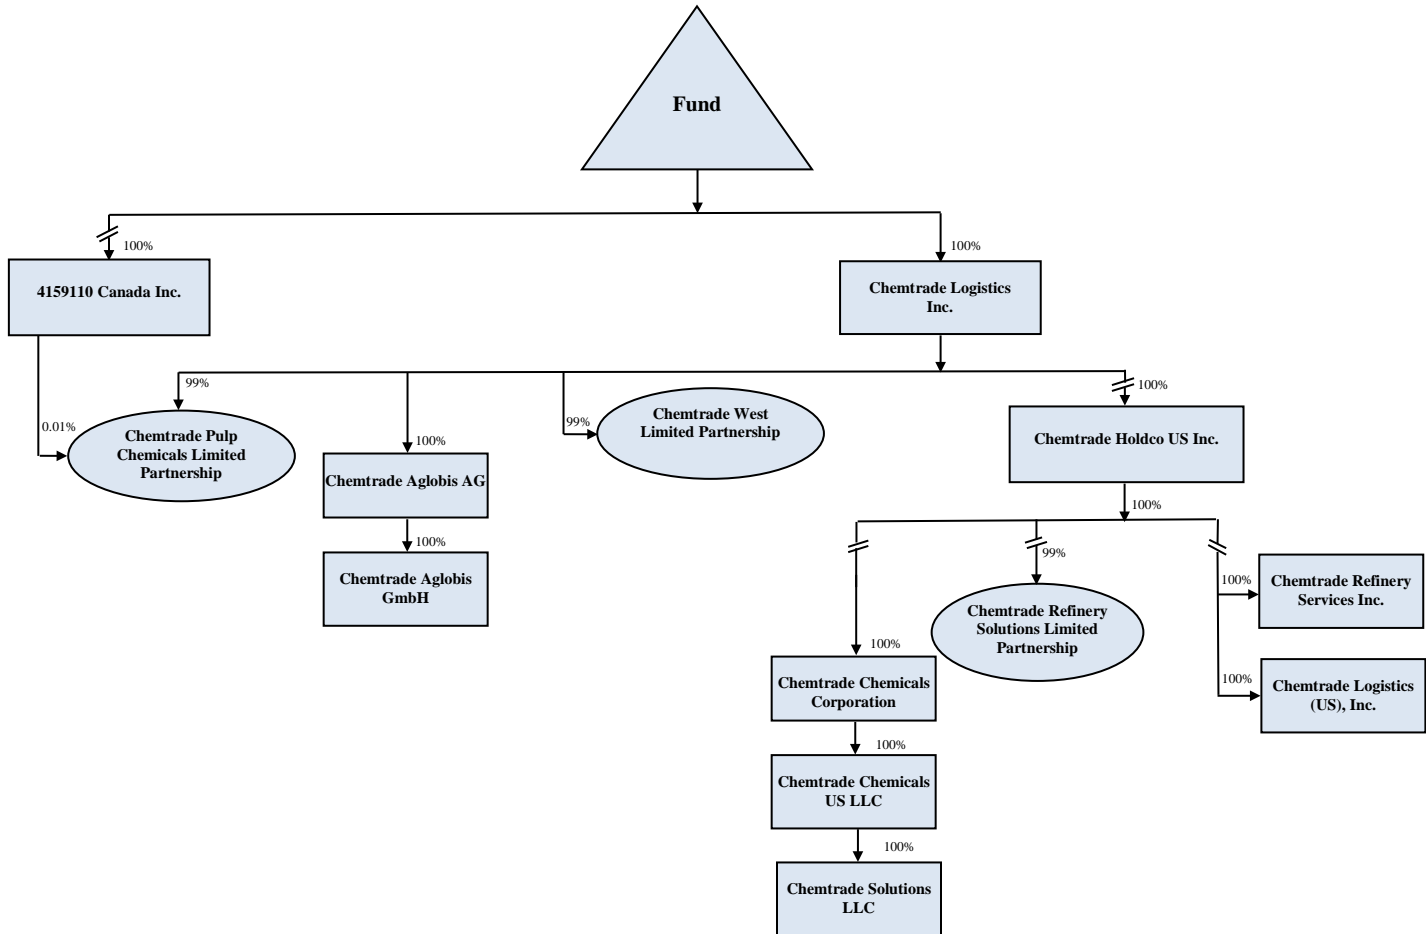 Fund
100%
100%
4159110 Canada Inc.
Chemtrade Logistics
Inc.
99%
100%
0.01%
99%
Chemtrade West
Limited Partnership
Chemtrade Pulp
Chemicals Limited
Partnership
100%
Chemtrade Holdco US Inc.
Chemtrade Aglobis AG
100%
100%
Chemtrade Aglobis
GmbH
99%
100%
Chemtrade Refinery
Services Inc.
Chemtrade Refinery
Solutions Limited
Partnership
100%
100%
Chemtrade Chemicals
Corporation
Chemtrade Logistics
(US), Inc.
100%
Chemtrade Chemicals
US LLC
100%
Chemtrade Solutions
LLC